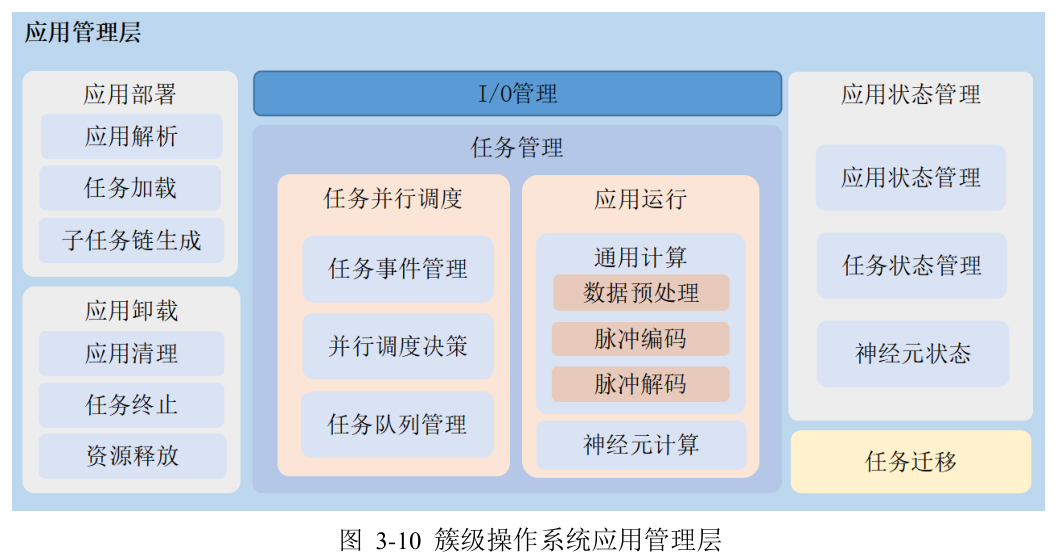 应用管理层
应用部署
应用解析
任务加载
子任务链生成
应用卸载
应用清理
任务终止
资源释放
I/O管理
任务管理
任务并行调度
任务事件管理
并行调度决策
任务队列管理
应用运行
通用计算
数据预处理
脉冲编码
脉冲解码
神经元计算
应用状态管理
应用状态管理
任务状态管理
神经元状态
任务迁移
图 3-10 簇级操作系统应用管理层